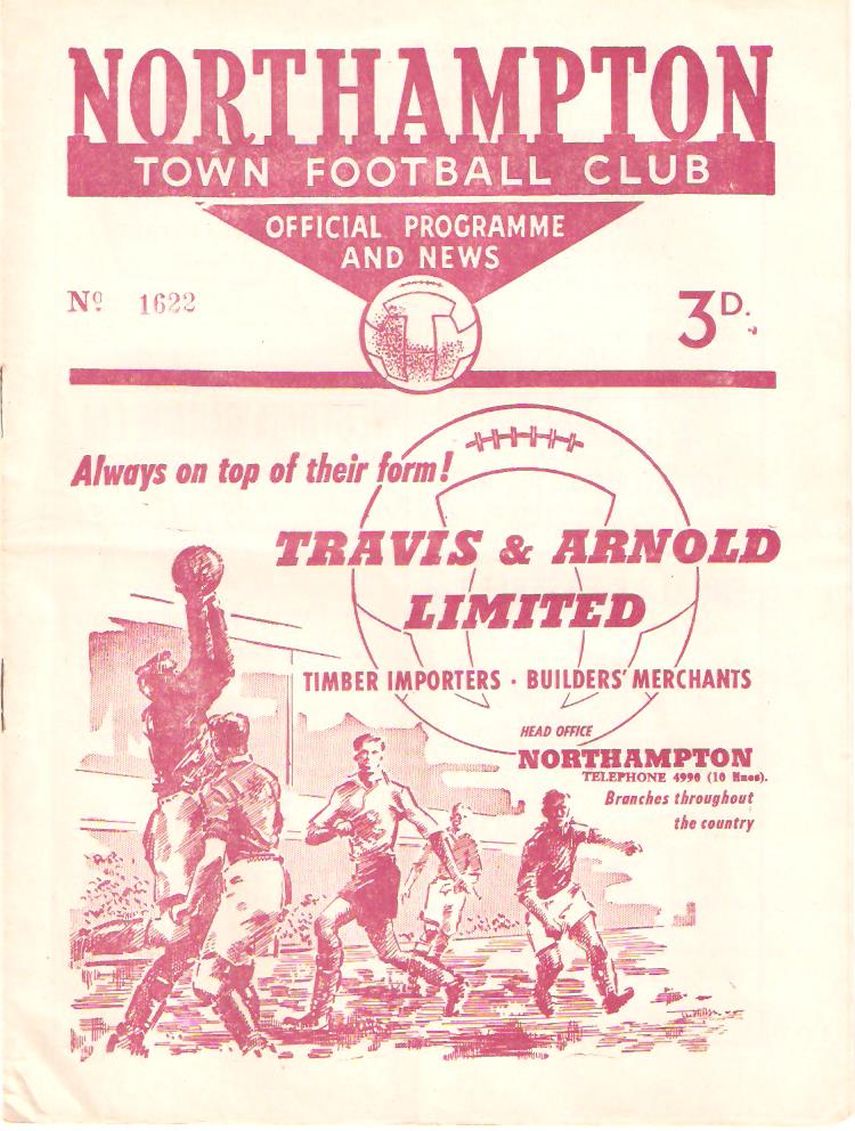 NORTHAMPTON
TOWN FOOTBALL CLUB
OFFICIAL PROGRAMME
AND NEWS
Nº 1622
3D.
Always on top of their form!
TRAVIS & ARNOLD
LIMITED
TIMBER IMPORTERS · BUILDERS' MERCHANTS
HEAD OFFICE
NORTHAMPTON
TELEPHONE 4990 (10 lines).
Branches throughout
the country